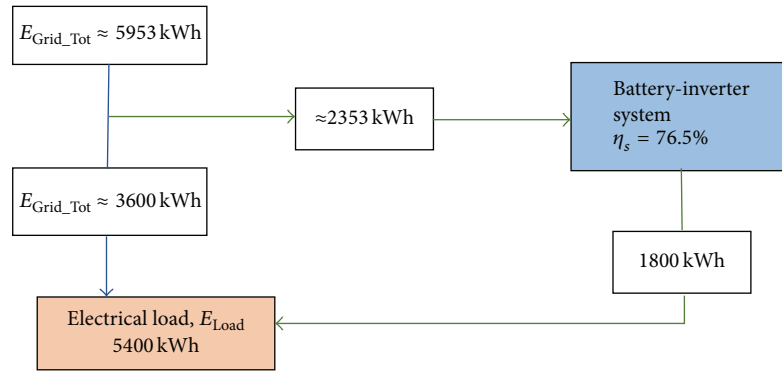 E_Grid_Tot ≈ 5953 kWh
≈2353 kWh
Battery-inverter
system
η_s = 76.5%
E_Grid_Tot ≈ 3600 kWh
1800 kWh
Electrical load, E_Load
5400 kWh